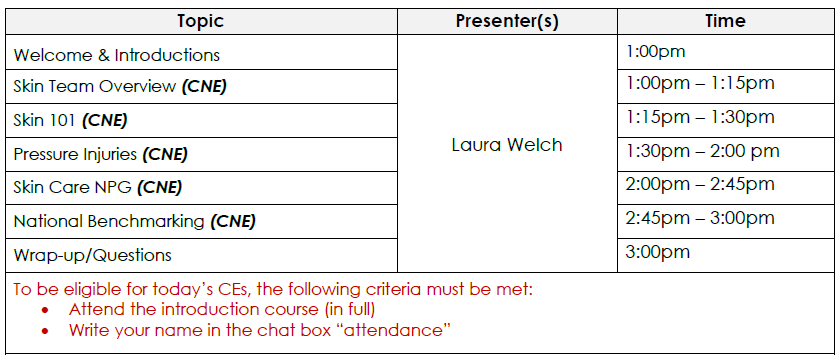 Topic Presenter(s) Time
Welcome & Introductions 1:00pm
Skin Team Overview (CNE) 1:00pm – 1:15pm
Skin 101 (CNE) 1:15pm – 1:30pm
Pressure Injuries (CNE) Laura Welch 1:30pm – 2:00 pm
Skin Care NPG (CNE) 2:00pm – 2:45pm
National Benchmarking (CNE) 2:45pm – 3:00pm
Wrap-up/Questions 3:00pm
To be eligible for today’s CEs, the following criteria must be met:
• Attend the introduction course (in full)
• Write your name in the chat box “attendance”